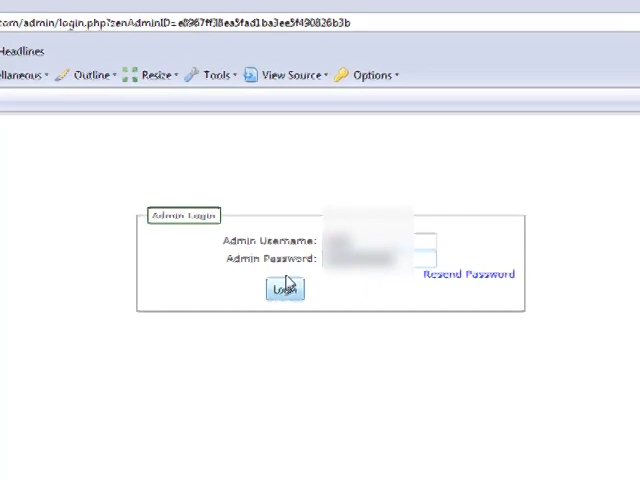 com/admin/login.php?zenAdminID=e8967ff38ea5fad1ba3ee5f490826b3b
Headlines
ellaneous Outline Resize Tools View Source Options
Admin Login
Admin Username:
Admin Password:
Resend Password
Login